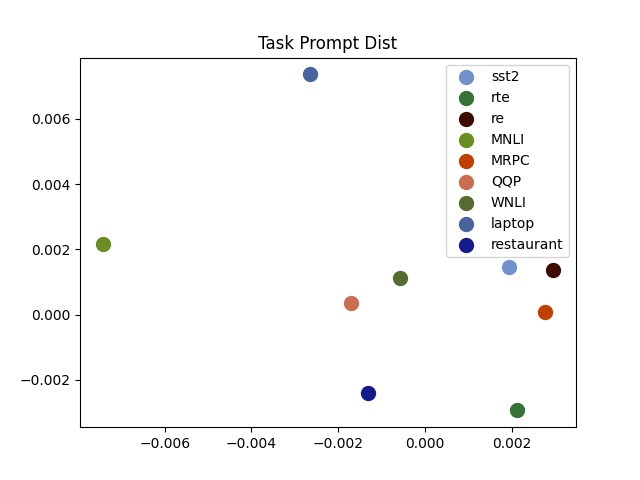 Task Prompt Dist
sst2
rte
re
MNLI
MRPC
QQP
WNLI
laptop
restaurant
0.006
0.004
0.002
0.000
−0.002
−0.006
−0.004
−0.002
0.000
0.002